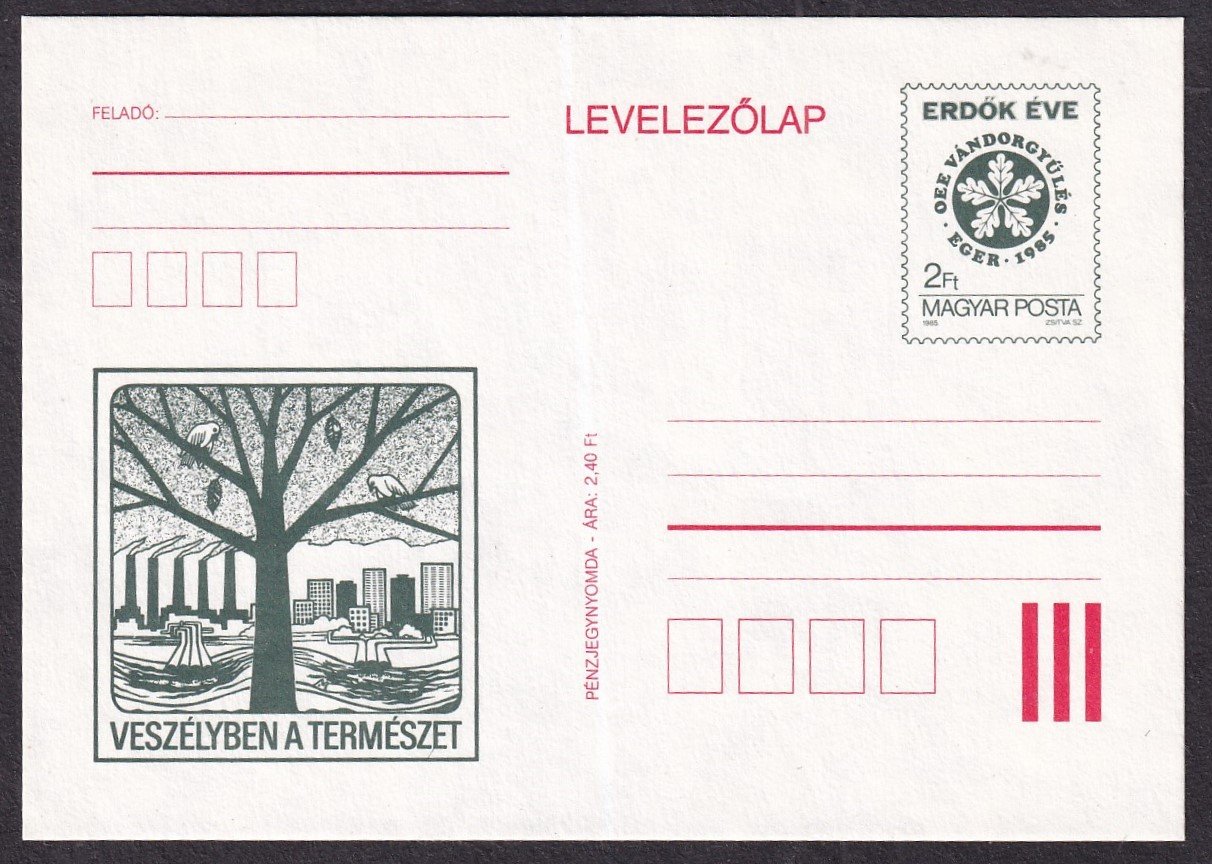 FELADÓ:
LEVELEZŐLAP
ERDŐK ÉVE
OEE VÁNDORGYŰLÉS
· EGER · 1985 ·
2Ft
MAGYAR POSTA
1985 ZSITVA SZ
PÉNZJEGYNYOMDA - ÁRA: 2,40 Ft
VESZÉLYBEN A TERMÉSZET